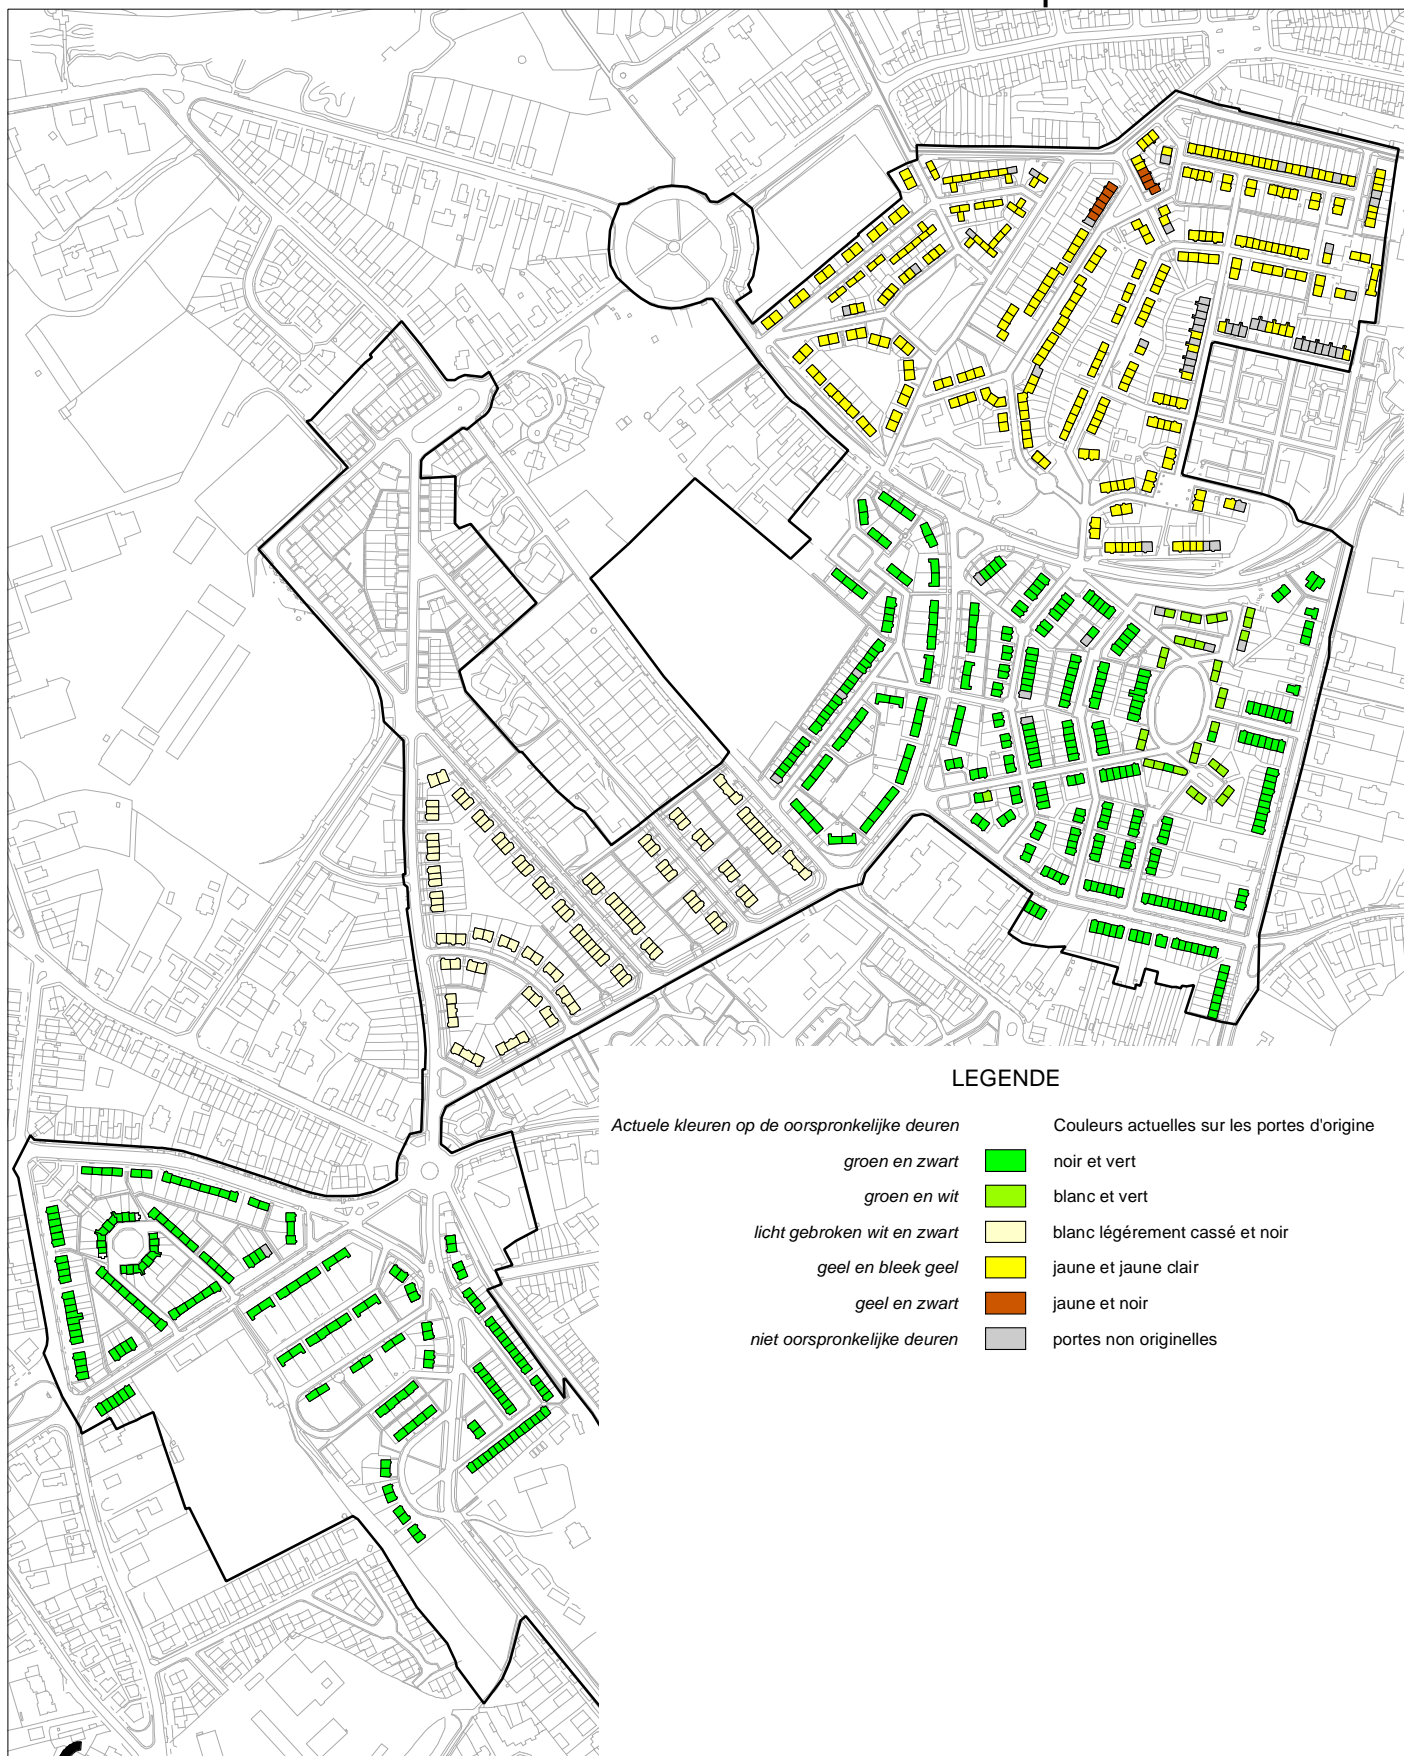 LEGENDE
Actuele kleuren op de oorspronkelijke deuren Couleurs actuelles sur les portes d'origine
groen en zwart noir et vert
groen en wit blanc et vert
licht gebroken wit en zwart blanc légérement cassé et noir
geel en bleek geel jaune et jaune clair
geel en zwart jaune et noir
niet oorspronkelijke deuren portes non originelles